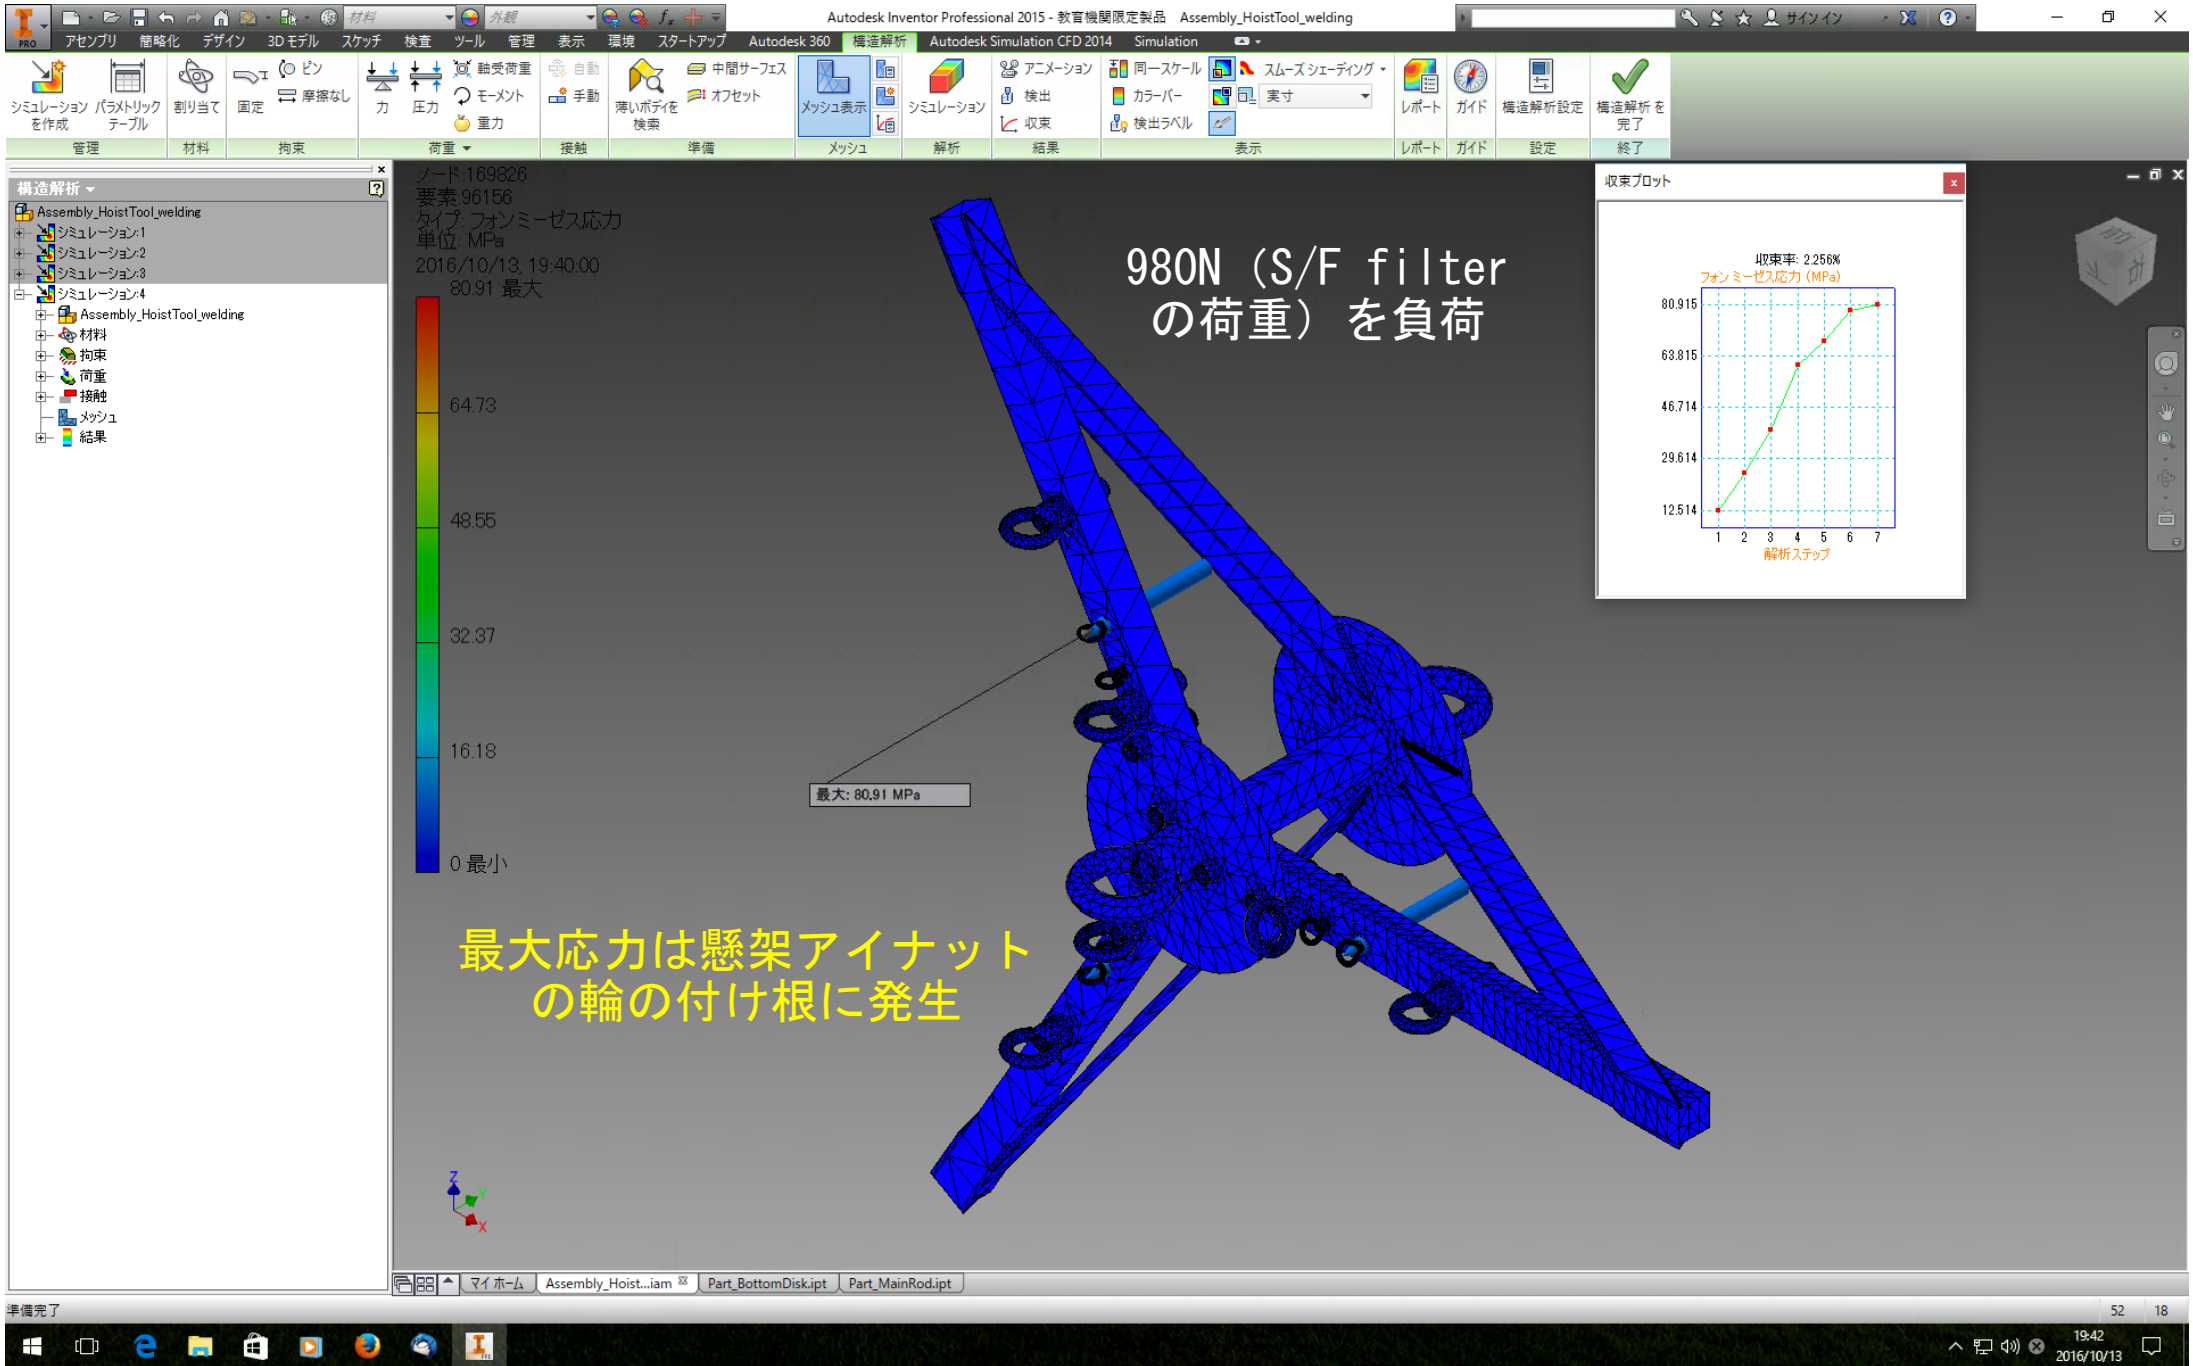 材料
外観
Autodesk Inventor Professional 2015 - 教育機関限定製品 Assembly_HoistTool_welding
サインイン
PRO
アセンブリ 簡略化 デザイン 3D モデル スケッチ 検査 ツール 管理 表示 環境 スタートアップ Autodesk 360 構造解析 Autodesk Simulation CFD 2014 Simulation
シミュレーション
を作成
パラメトリック
テーブル
割り当て
固定
ピン
摩擦なし
力
圧力
軸受荷重
モーメント
重力
自動
手動
薄いボディを
検索
中間サーフェス
オフセット
メッシュ表示
シミュレーション
アニメーション
検出
収束
同一スケール
カラーバー
検出ラベル
スムーズ シェーディング
実寸
レポート
ガイド
構造解析設定
構造解析 を
完了
管理 材料 拘束 荷重 接触 準備 メッシュ 解析 結果 表示 レポート ガイド 設定 終了
構造解析
Assembly_HoistTool_welding
シミュレーション:1
シミュレーション:2
シミュレーション:3
シミュレーション:4
Assembly_HoistTool_welding
材料
拘束
荷重
接触
メッシュ
結果
ノード:169826
要素:96156
タイプ: フォンミーゼス応力
単位: MPa
2016/10/13, 19:40:00
80.91 最大
64.73
48.55
32.37
16.18
0 最小
980N（S/F filter
の荷重）を負荷
収束プロット
収束率: 2.256%
フォン ミーゼス応力 (MPa)
80.915
63.815
46.714
29.614
12.514
1 2 3 4 5 6 7
解析ステップ
最大: 80.91 MPa
最大応力は懸架アイナット
の輪の付け根に発生
Z
Y
X
マイ ホーム
Assembly_Hoist...iam
Part_BottomDisk.ipt
Part_MainRod.ipt
準備完了
52 18
19:42
2016/10/13